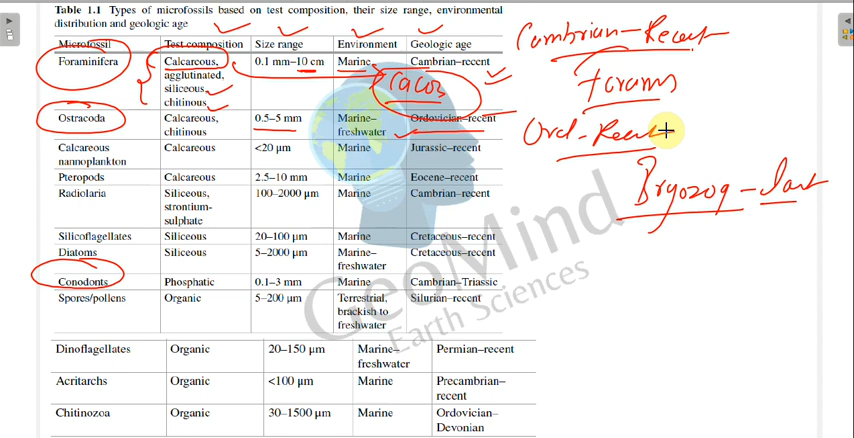 Table 1.1 Types of microfossils based on test composition, their size range, environmental
distribution and geologic age
Microfossil Test composition Size range Environment Geologic age
Foraminifera Calcareous, 0.1 mm–10 cm Marine Cambrian–recent
agglutinated,
siliceous,
chitinous
CaCO3
Ostracoda Calcareous, 0.5–5 mm Marine– Ordovician–recent
chitinous freshwater
Calcareous Calcareous <20 μm Marine Jurassic–recent
nannoplankton
Pteropods Calcareous 2.5–10 mm Marine Eocene–recent
Radiolaria Siliceous, 100–2000 μm Marine Cambrian–recent
strontium-
sulphate
Silicoflagellates Siliceous 20–100 μm Marine Cretaceous–recent
Diatoms Siliceous 5–2000 μm Marine– Cretaceous–recent
freshwater
Conodonts Phosphatic 0.1–3 mm Marine Cambrian–Triassic
Spores/pollens Organic 5–200 μm Terrestrial, Silurian–recent
brackish to
freshwater
Dinoflagellates Organic 20–150 μm Marine– Permian–recent
freshwater
Acritarchs Organic <100 μm Marine Precambrian–
recent
Chitinozoa Organic 30–1500 μm Marine Ordovician–
Devonian
Cambrian – Recent
Forams
Ord – Recent
Bryozoa –
GeoMind
Earth Sciences